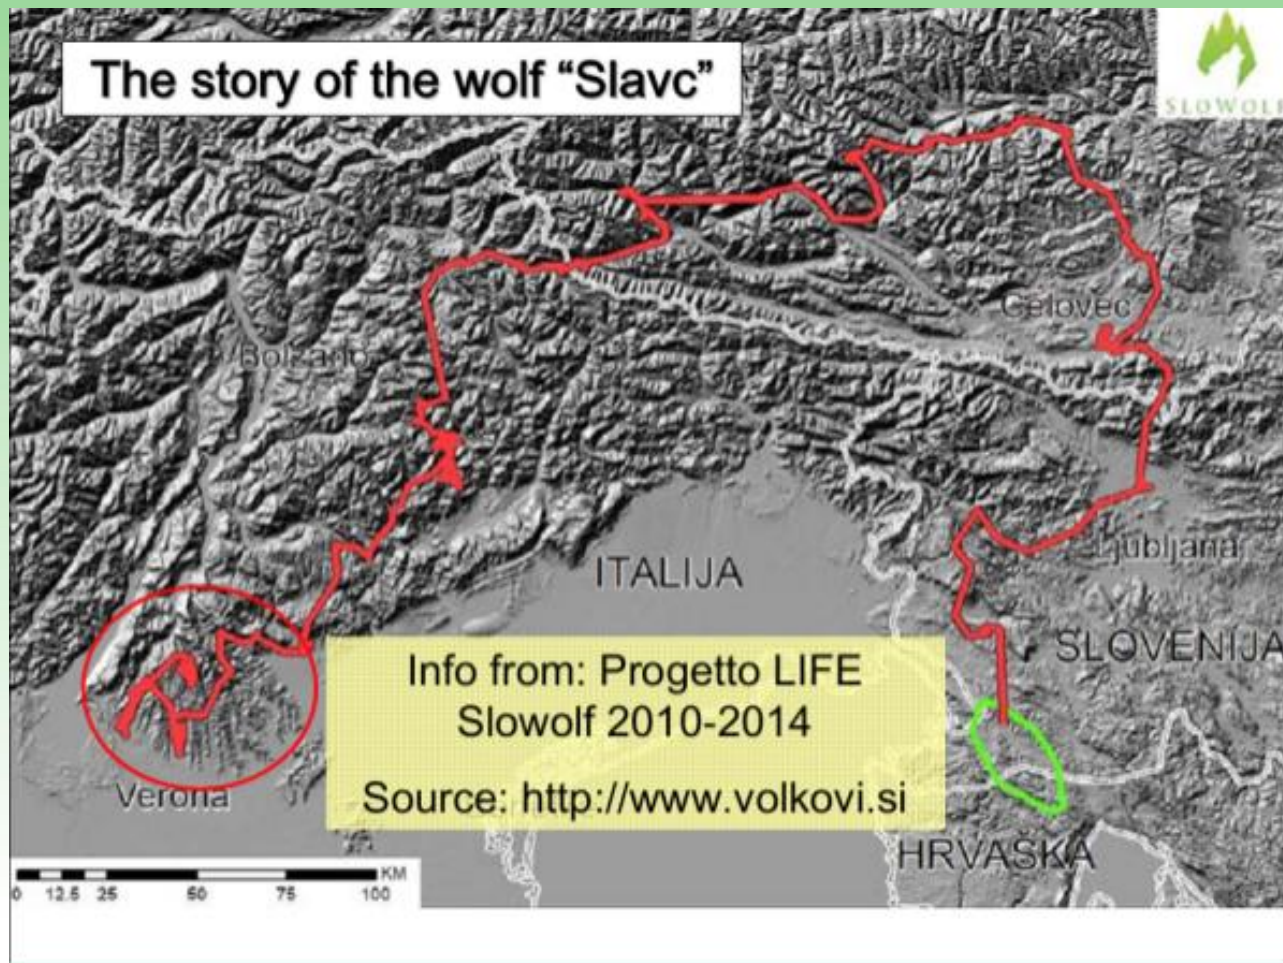 The story of the wolf “Slavc”
SLOWOLF
Celovec
Bolzano
Ljubljana
ITALIJA
SLOVENIJA
Info from: Progetto LIFE
Slowolf 2010-2014
Source: http://www.volkovi.si
Verona
HRVAŠKA
KM
0 12.5 25 50 75 100